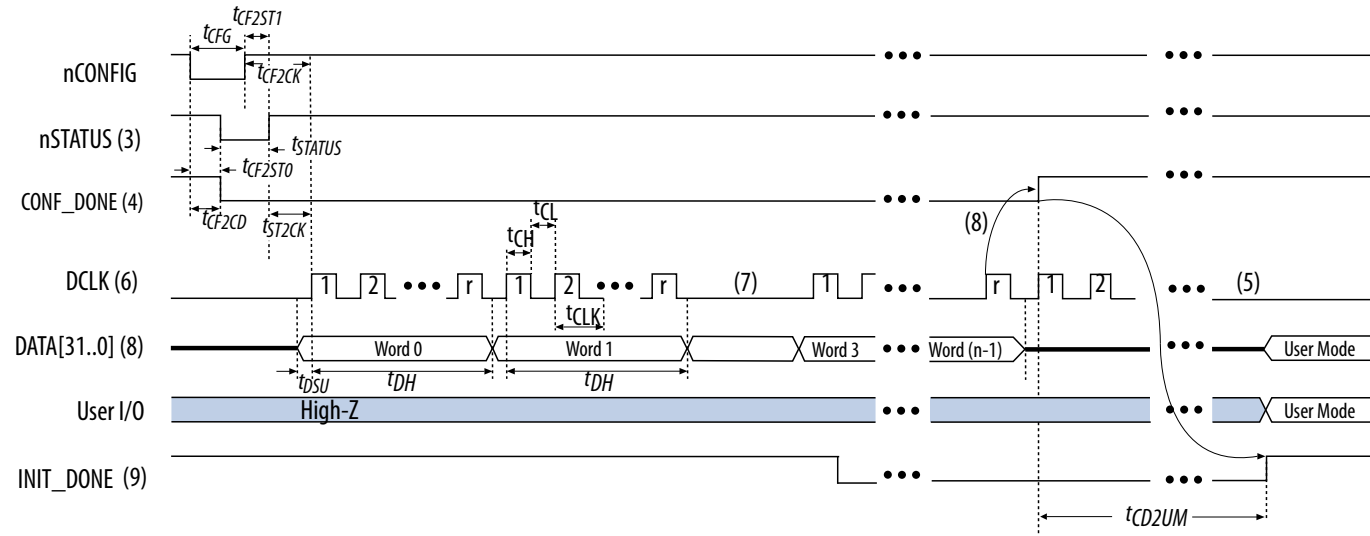 tCF2ST1
tCFG
nCONFIG
tCF2CK
nSTATUS (3)
tSTATUS
tCF2ST0
CONF_DONE (4)
tCF2CD
tST2CK
tCL
tCH
(8)
DCLK (6)
1 2 r 1 2 r (7) 1 r 1 2 (5)
tCLK
DATA[31..0] (8)
Word 0 Word 1 Word 3 Word (n-1) User Mode
tDSU
tDH
tDH
User I/O
High-Z User Mode
INIT_DONE (9)
tCD2UM